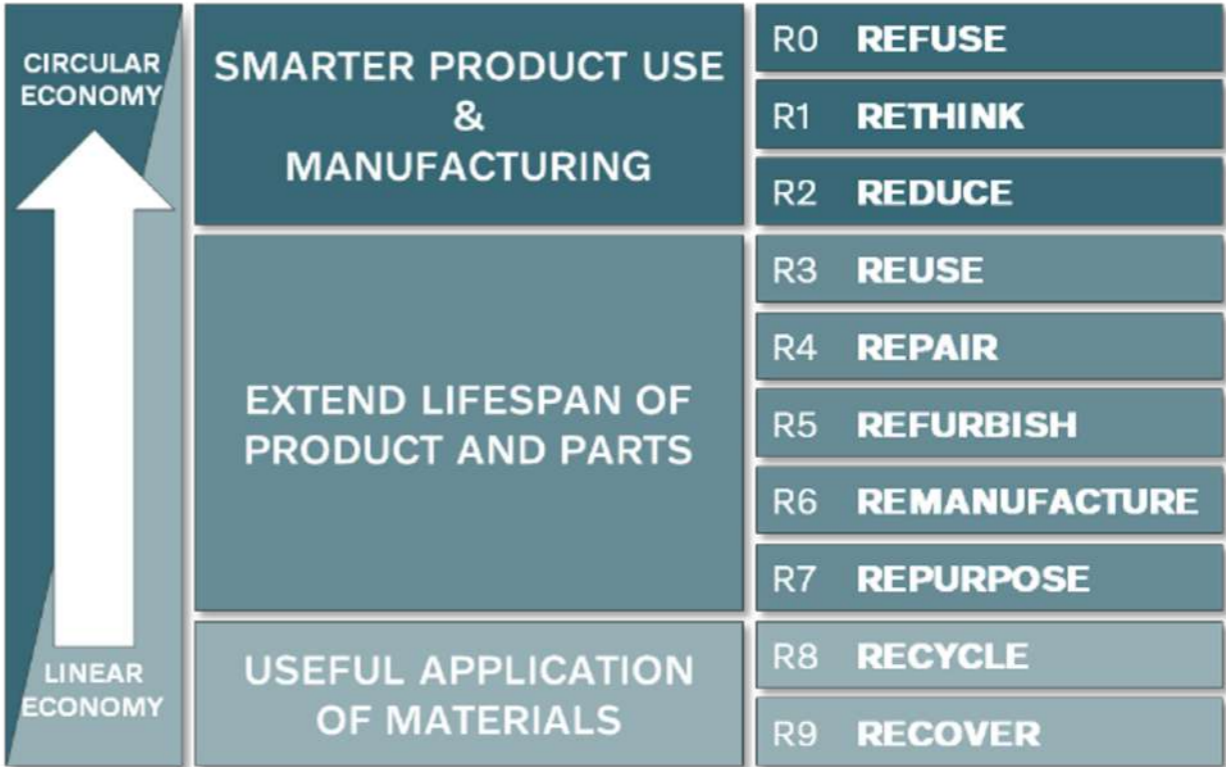 CIRCULAR
ECONOMY
LINEAR
ECONOMY
SMARTER PRODUCT USE
&
MANUFACTURING
R0 REFUSE
R1 RETHINK
R2 REDUCE
EXTEND LIFESPAN OF
PRODUCT AND PARTS
R3 REUSE
R4 REPAIR
R5 REFURBISH
R6 REMANUFACTURE
R7 REPURPOSE
USEFUL APPLICATION
OF MATERIALS
R8 RECYCLE
R9 RECOVER